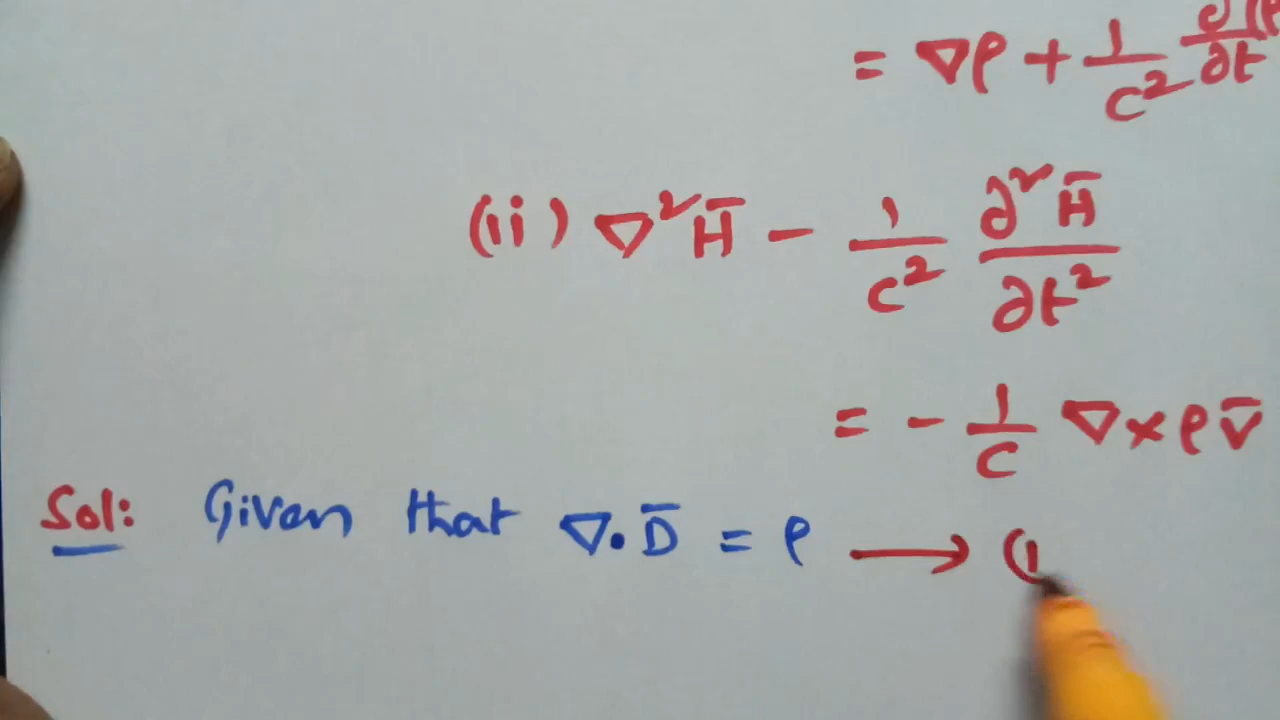 = ∇ρ + 1/c² ∂(ρ/∂t
(ii) ∇²H̄ - 1/c² ∂²H̄/∂t²
= - 1/c ∇×ρv̄
Sol: Given that ∇·D̄ = ρ → (1